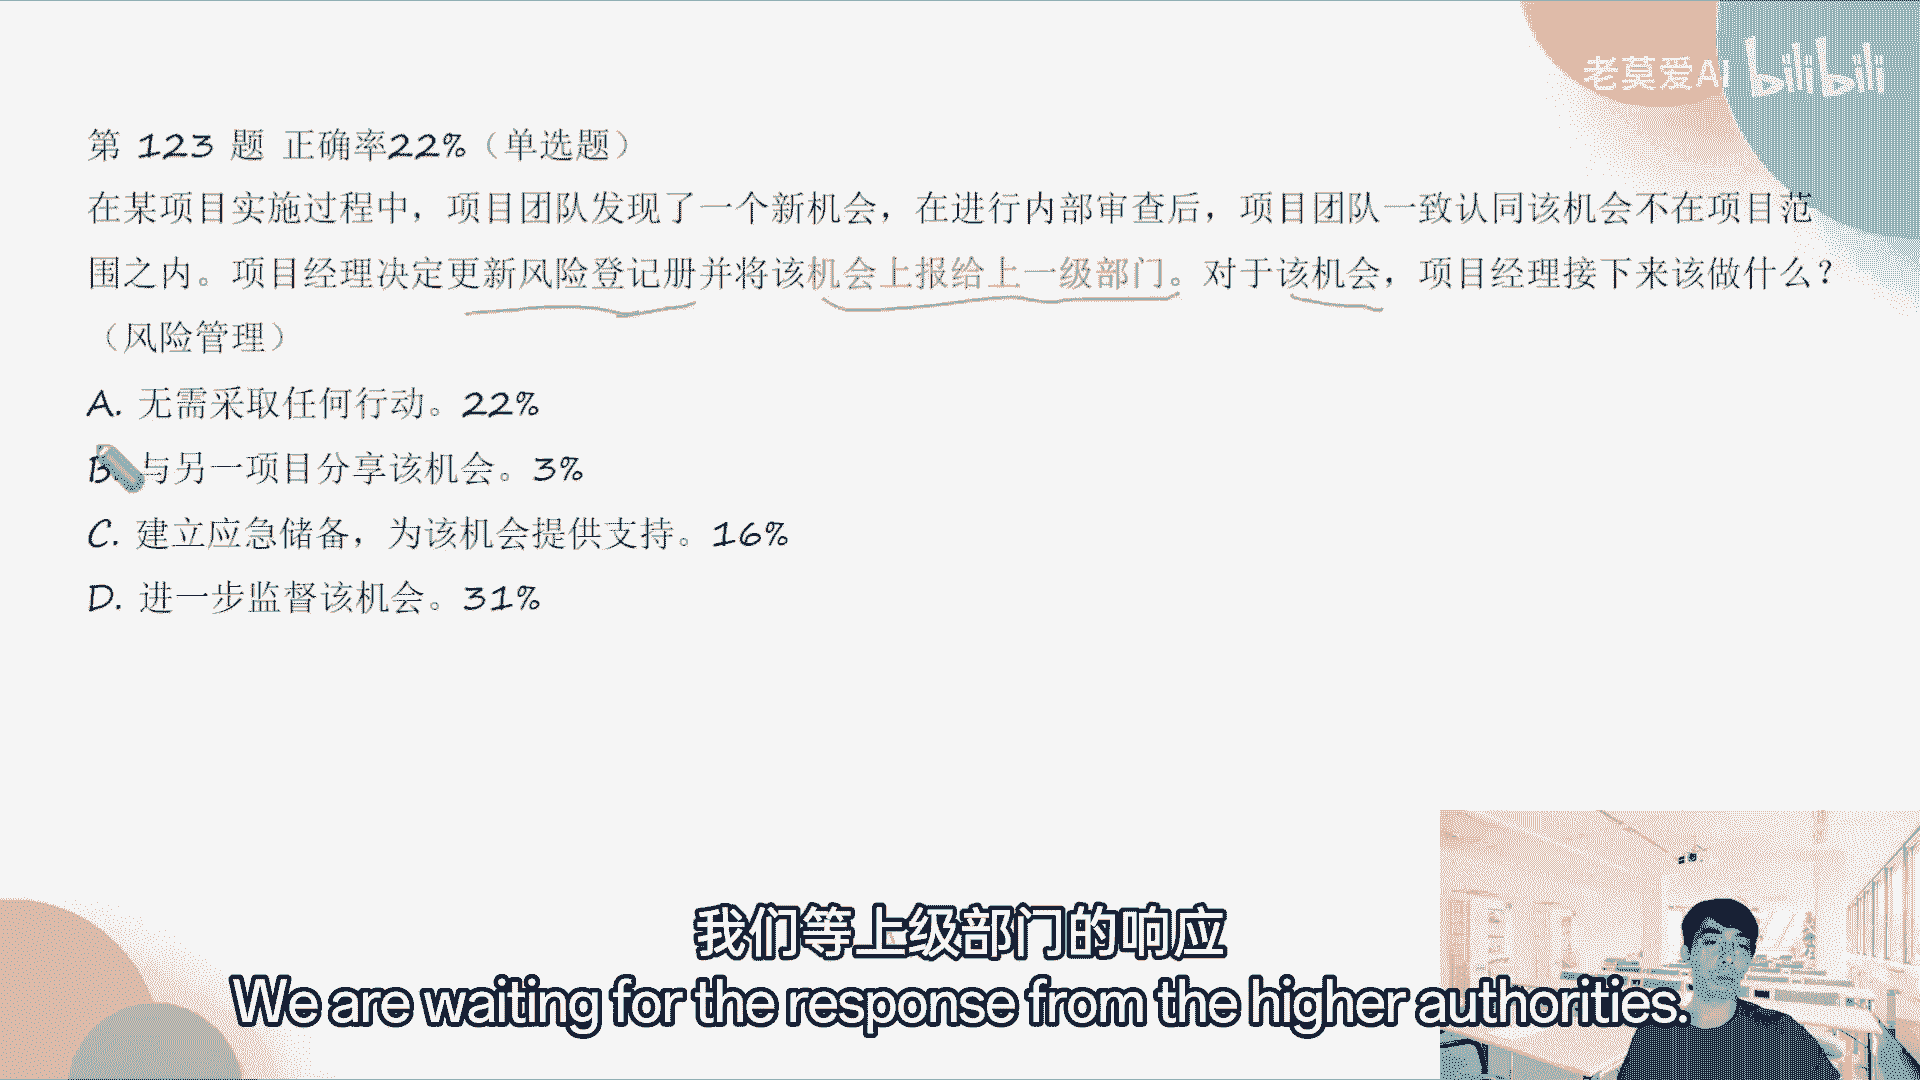 老莫爱AI bilibili
第 123 题 正确率22%（单选题）
在某项目实施过程中，项目团队发现了一个新机会，在进行内部审查后，项目团队一致认同该机会不在项目范
围之内。项目经理决定更新风险登记册并将该机会上报给上一级部门。对于该机会，项目经理接下来该做什么？
（风险管理）
A. 无需采取任何行动。22%
B. 与另一项目分享该机会。3%
C. 建立应急储备，为该机会提供支持。16%
D. 进一步监督该机会。31%
我们等上级部门的响应
We are waiting for the response from the higher authorities.